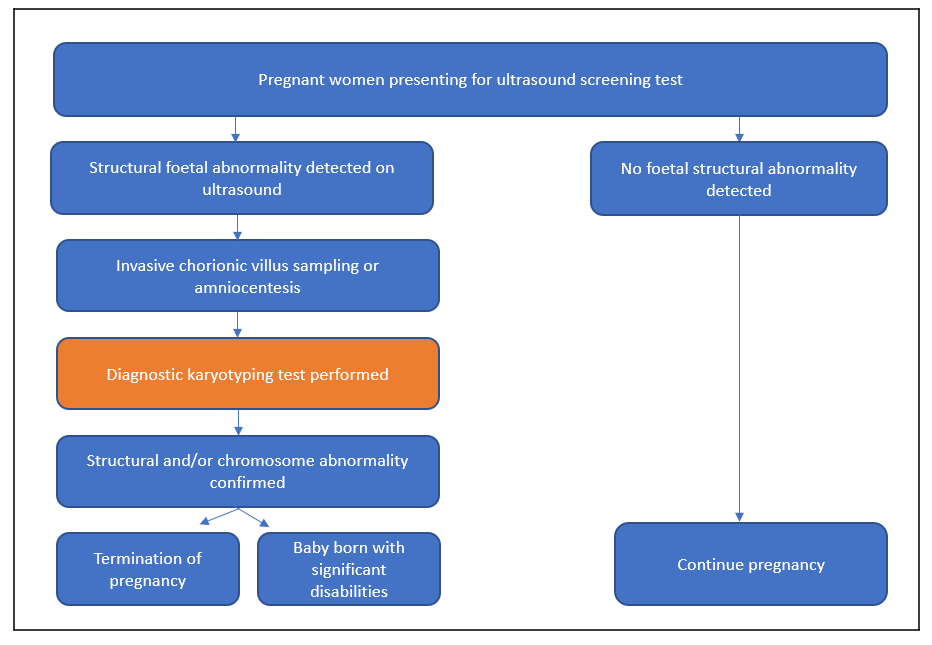 Pregnant women presenting for ultrasound screening test
Structural foetal abnormality detected on
ultrasound
No foetal structural abnormality
detected
Invasive chorionic villus sampling or
amniocentesis
Diagnostic karyotyping test performed
Structural and/or chromosome abnormality
confirmed
Termination of
pregnancy
Baby born with
significant
disabilities
Continue pregnancy